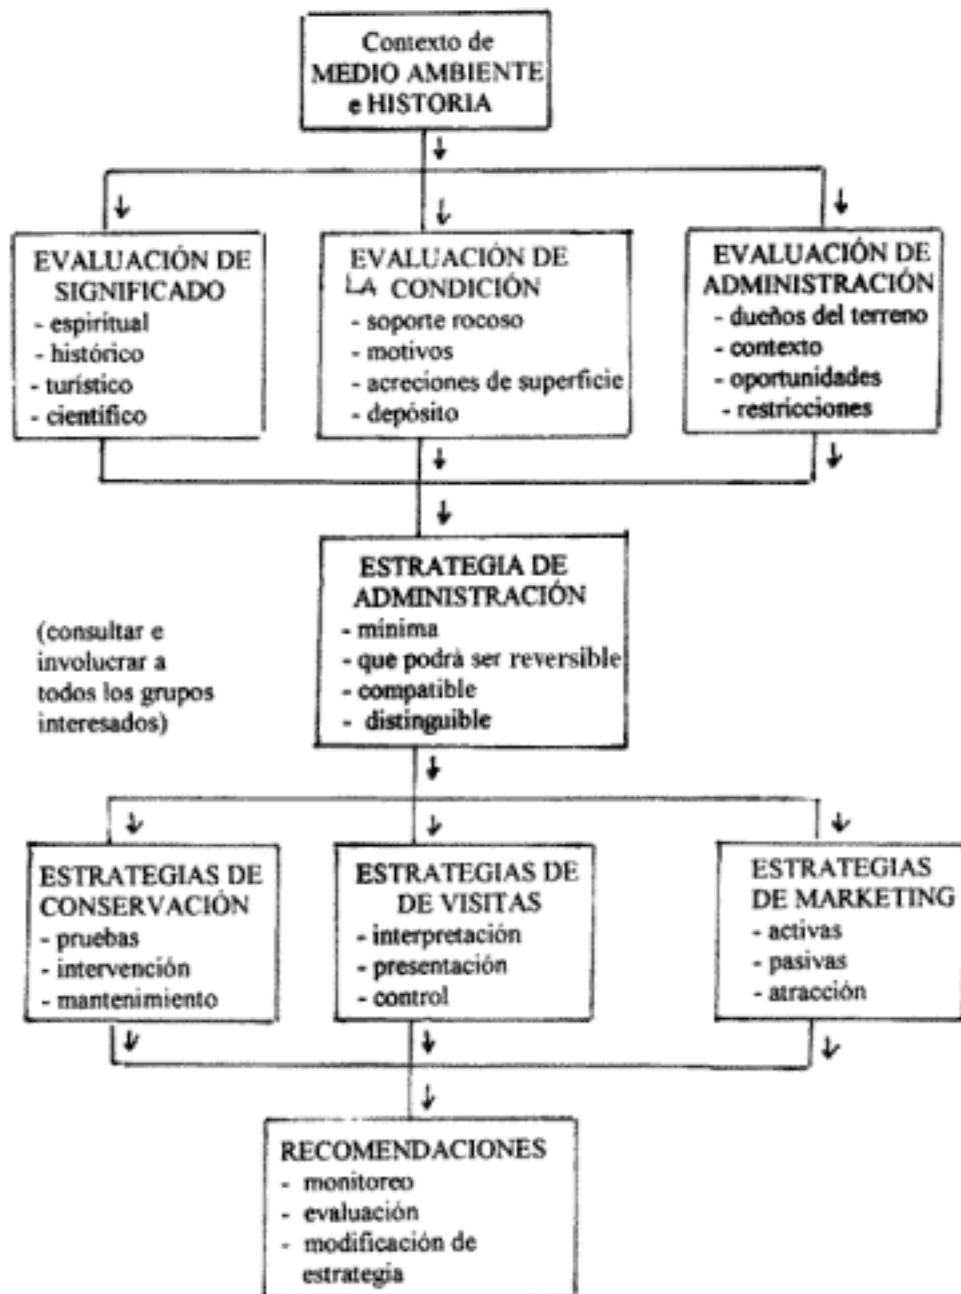 Contexto de
MEDIO AMBIENTE
e HISTORIA
EVALUACIÓN DE
SIGNIFICADO
- espiritual
- histórico
- turístico
- científico
EVALUACIÓN DE
LA CONDICIÓN
- soporte rocoso
- motivos
- acreciones de superficie
- depósito
EVALUACIÓN DE
ADMINISTRACIÓN
- dueños del terreno
- contexto
- oportunidades
- restricciones
ESTRATEGIA DE
ADMINISTRACIÓN
- mínima
- que podrá ser reversible
- compatible
- distinguible
(consultar e
involucrar a
todos los grupos
interesados)
ESTRATEGIAS DE
CONSERVACIÓN
- pruebas
- intervención
- mantenimiento
ESTRATEGIAS DE
DE VISITAS
- interpretación
- presentación
- control
ESTRATEGIAS
DE MARKETING
- activas
- pasivas
- atracción
RECOMENDACIONES
- monitoreo
- evaluación
- modificación de
estrategia